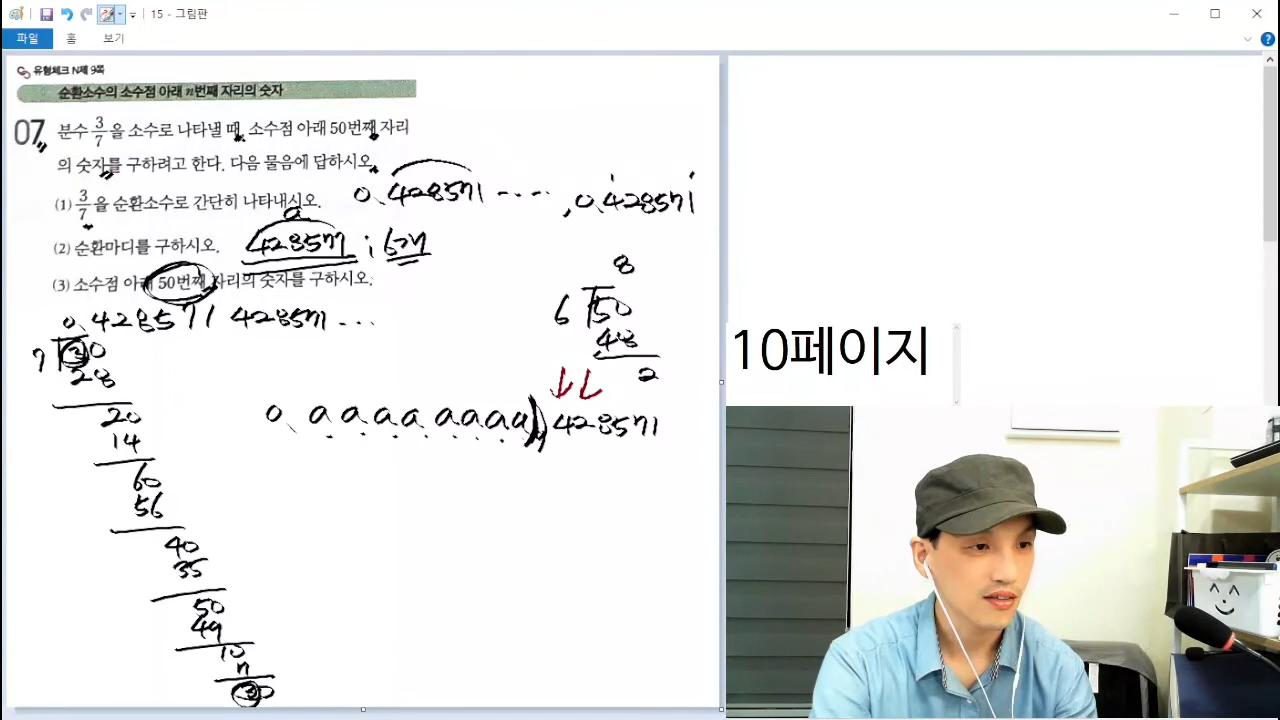 15 - 그림판
파일 홈 보기
유형체크 N제 9쪽
순환소수의 소수점 아래 n번째 자리의 숫자
07 분수 3/7을 소수로 나타낼 때, 소수점 아래 50번째 자리
의 숫자를 구하려고 한다. 다음 물음에 답하시오.
(1) 3/7을 순환소수로 간단히 나타내시오.
0.428571 ···· , 0.4̇28571̇
(2) 순환마디를 구하시오.
a
428571 ; 6개
(3) 소수점 아래 50번째 자리의 숫자를 구하시오.
0.428571 428571 ...
7 30
28
20
14
60
56
40
35
50
49
10
7
30
8
6 50
48
2
0. a a a a a a a a 428571
10페이지